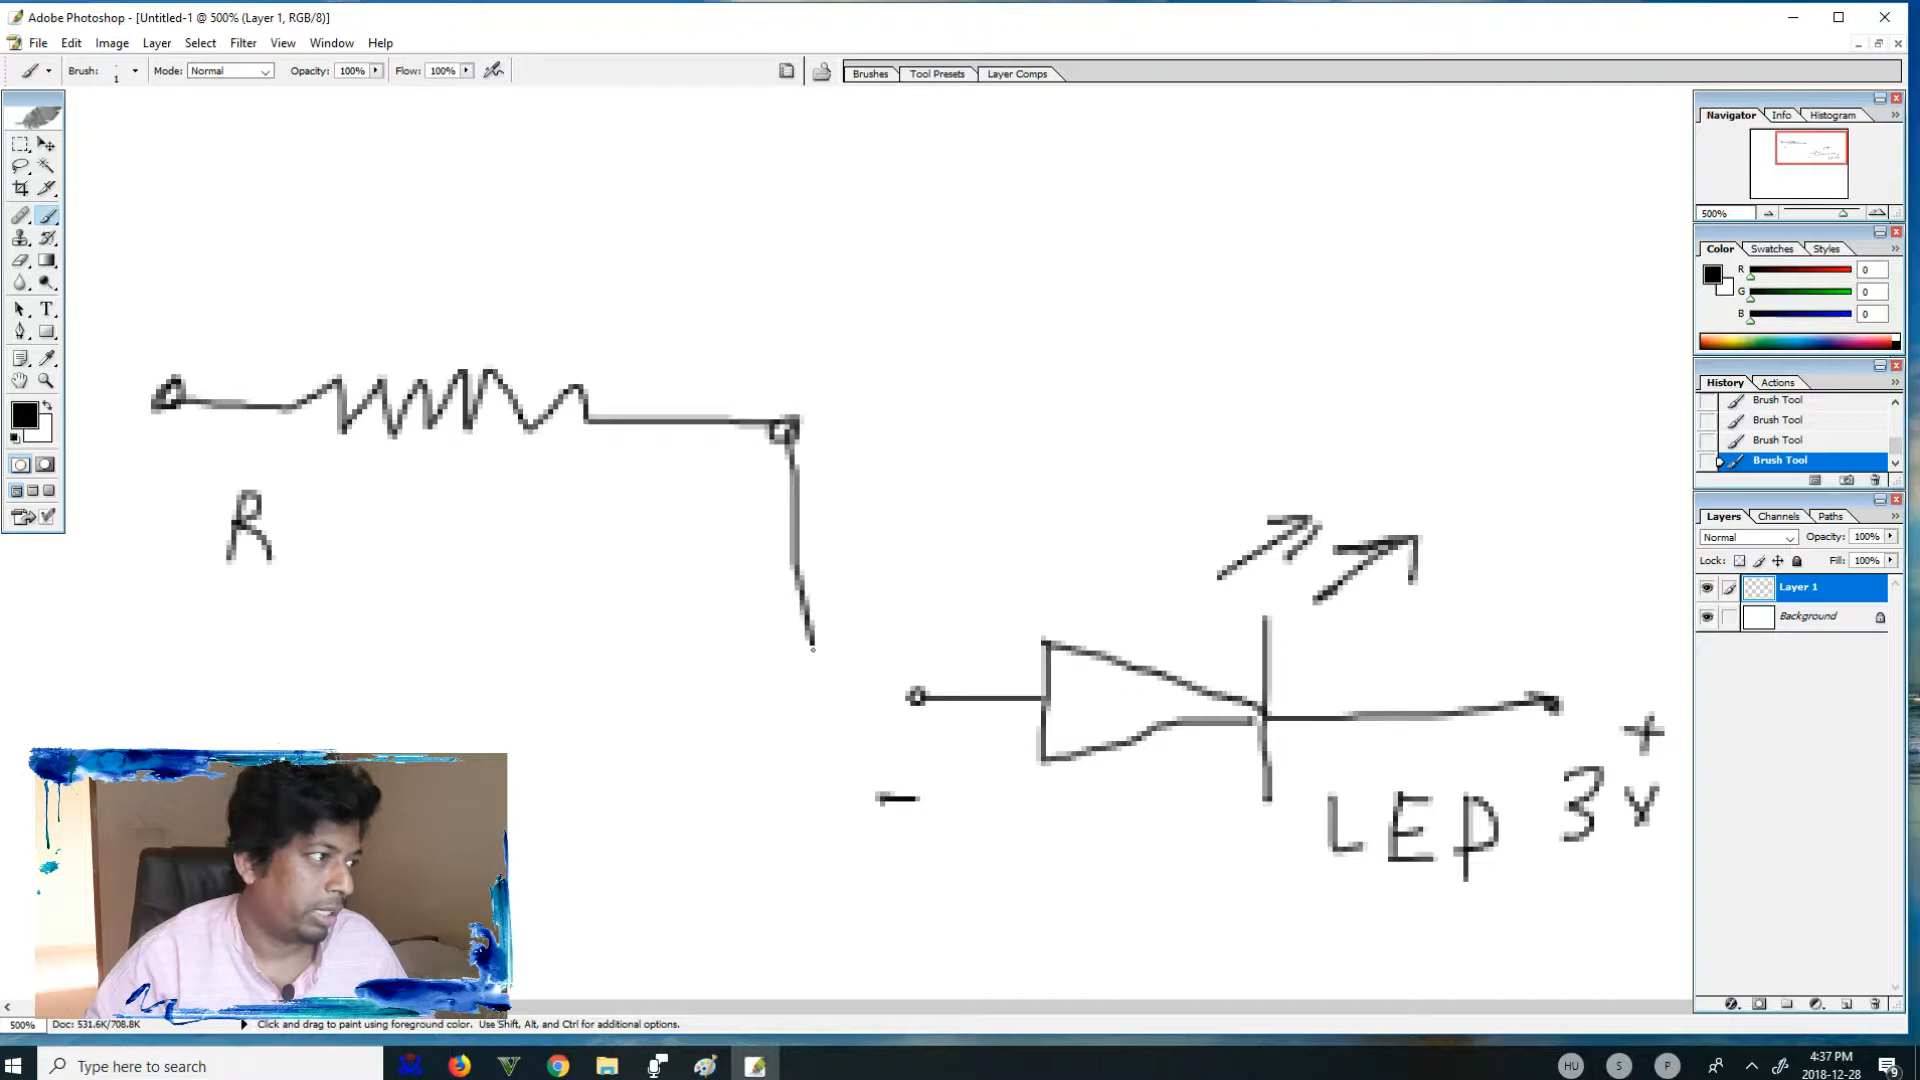 Adobe Photoshop - [Untitled-1 @ 500% (Layer 1, RGB/8)]
File Edit Image Layer Select Filter View Window Help
Brush: 1 Mode: Normal Opacity: 100% Flow: 100% Brushes Tool Presets Layer Comps
Navigator Info Histogram
500%
Color Swatches Styles
R 0
G 0
B 0
History Actions
Brush Tool
Brush Tool
Brush Tool
Brush Tool
Layers Channels Paths
Normal Opacity: 100%
Lock: Fill: 100%
Layer 1
Background
R
+
-
LED 3v
500% Doc: 531.6K/708.8K Click and drag to paint using foreground color. Use Shift, Alt, and Ctrl for additional options.
Type here to search
HU S P 4:37 PM
2018-12-28 9